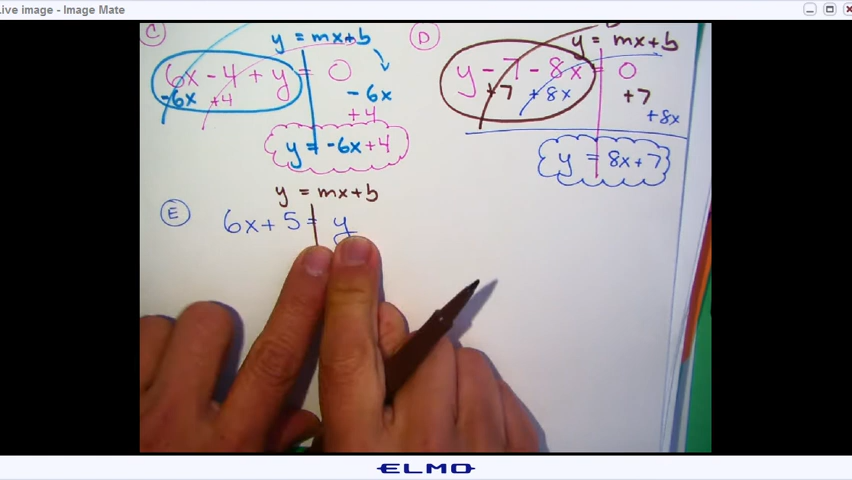 Live image - Image Mate
C
y = mx+b
6x - 4 + y = 0
-6x +4
-6x
+4
y = -6x+4
D
y = mx+b
y - 7 - 8x = 0
+7 +8x
+7
+8x
y = 8x+7
y = mx+b
E
6x+5 = y
ELMO